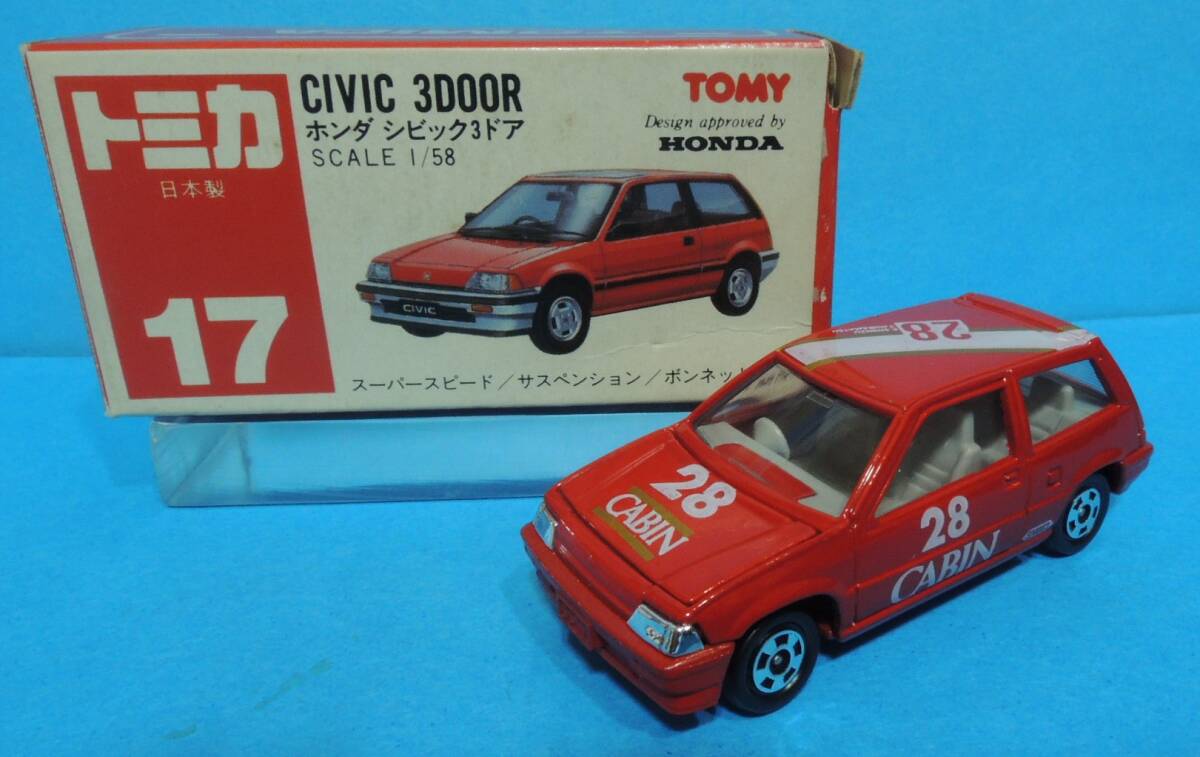 トミカ
日本製
17
CIVIC 3DOOR
ホンダ シビック3ドア
SCALE 1/58
TOMY
Design approved by
HONDA
CIVIC
スーパースピード/サスペンション/ボンネット
28
28
CABIN
28
CABIN